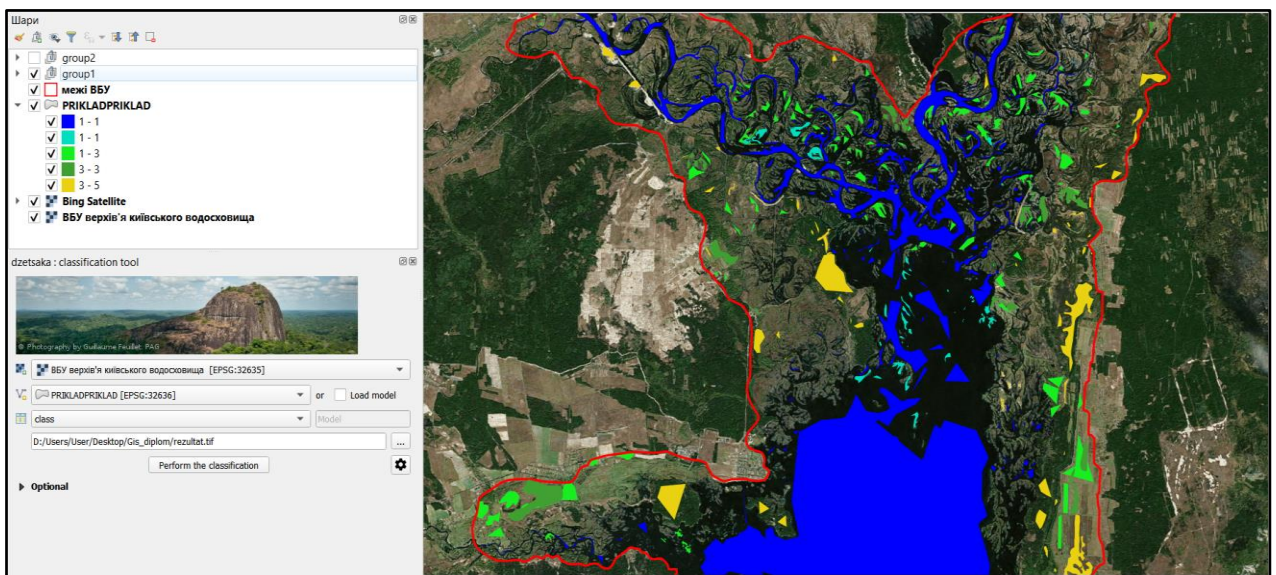 Шари
group2
group1
межі ВБУ
PRIKLADPRIKLAD
1 - 1
1 - 1
1 - 3
3 - 3
3 - 5
Bing Satellite
ВБУ верхів'я київського водосховища
dzetsaka : classification tool
© Photography by Guillaume Feuillet: PAG
ВБУ верхів'я київського водосховища [EPSG:32635]
PRIKLADPRIKLAD [EPSG:32636] or Load model
class Model
D:/Users/User/Desktop/Gis_diplom/rezultat.tif ...
Perform the classification
Optional